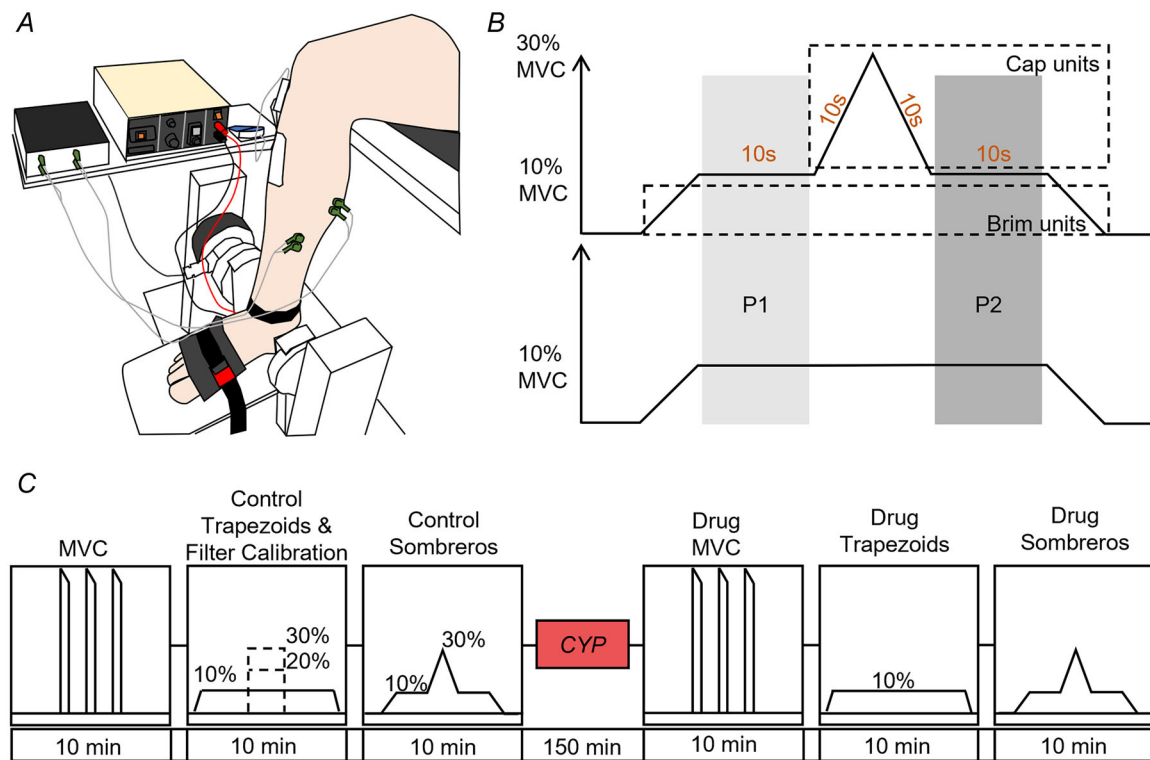 A
B
30%
MVC
Cap units
10s
10s
10s
10s
10%
MVC
Brim units
P1
P2
10%
MVC
C
MVC
Control
Trapezoids &
Filter Calibration
Control
Sombreros
Drug
MVC
Drug
Trapezoids
Drug
Sombreros
10%
30%
20%
10%
30%
CYP
10%
10 min
10 min
10 min
150 min
10 min
10 min
10 min